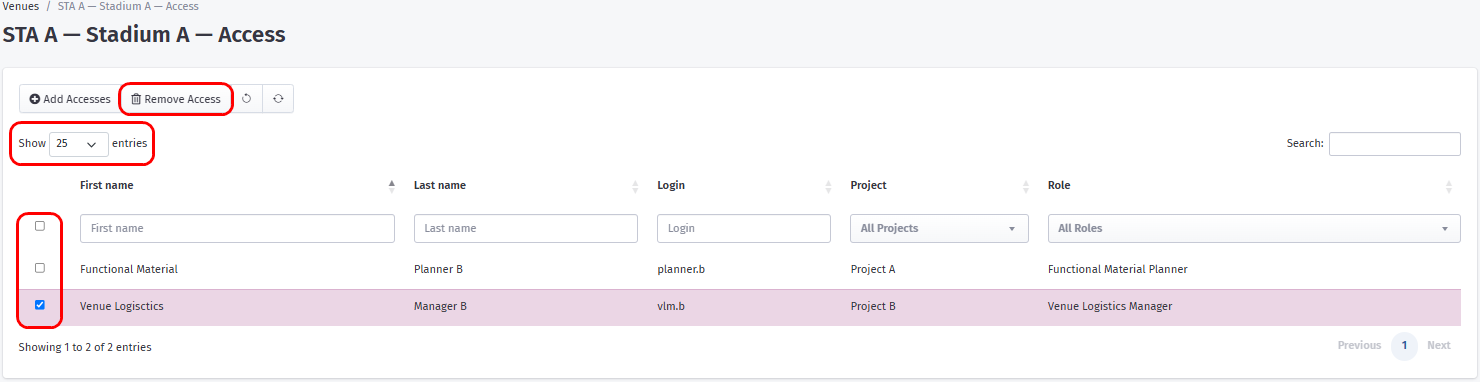 Venues / STA A — Stadium A — Access
STA A — Stadium A — Access
Add Accesses Remove Access
Show 25 entries Search:
First name Last name Login Project Role
First name Last name Login All Projects All Roles
Functional Material Planner B planner.b Project A Functional Material Planner
Venue Logisctics Manager B vlm.b Project B Venue Logistics Manager
Showing 1 to 2 of 2 entries Previous 1 Next